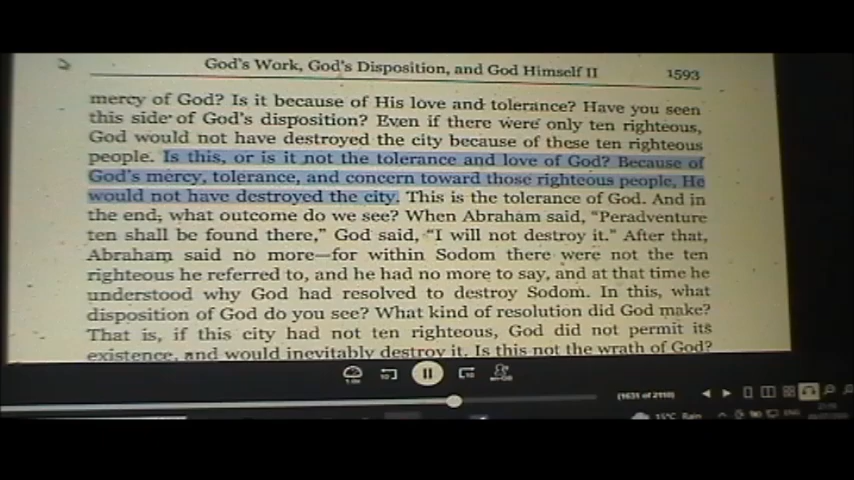 God's Work, God's Disposition, and God Himself II 1593
mercy of God? Is it because of His love and tolerance? Have you seen
this side of God's disposition? Even if there were only ten righteous,
God would not have destroyed the city because of these ten righteous
people. Is this, or is it not the tolerance and love of God? Because of
God's mercy, tolerance, and concern toward those righteous people, He
would not have destroyed the city. This is the tolerance of God. And in
the end, what outcome do we see? When Abraham said, “Peradventure
ten shall be found there,” God said, “I will not destroy it.” After that,
Abraham said no more—for within Sodom there were not the ten
righteous he referred to, and he had no more to say, and at that time he
understood why God had resolved to destroy Sodom. In this, what
disposition of God do you see? What kind of resolution did God make?
That is, if this city had not ten righteous, God did not permit its
existence, and would inevitably destroy it. Is this not the wrath of God?
10 10
(1631 of 2110)
15°C Rain